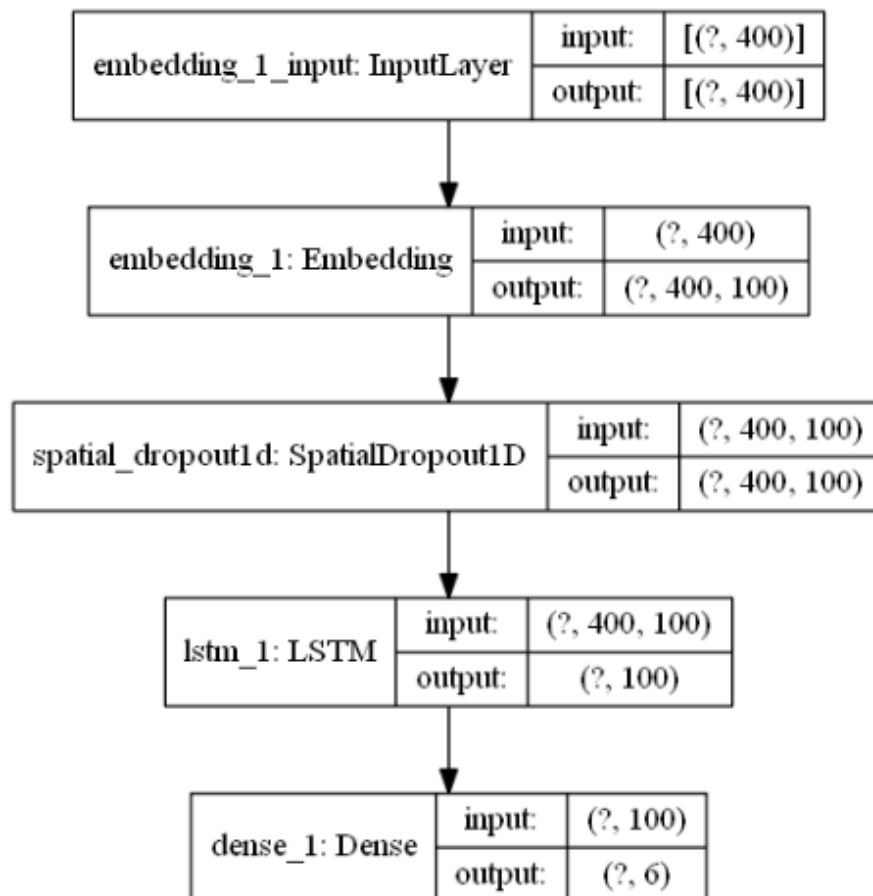 embedding_1_input: InputLayer
input: [(?, 400)]
output: [(?, 400)]
embedding_1: Embedding
input: (?, 400)
output: (?, 400, 100)
spatial_dropout1d: SpatialDropout1D
input: (?, 400, 100)
output: (?, 400, 100)
lstm_1: LSTM
input: (?, 400, 100)
output: (?, 100)
dense_1: Dense
input: (?, 100)
output: (?, 6)